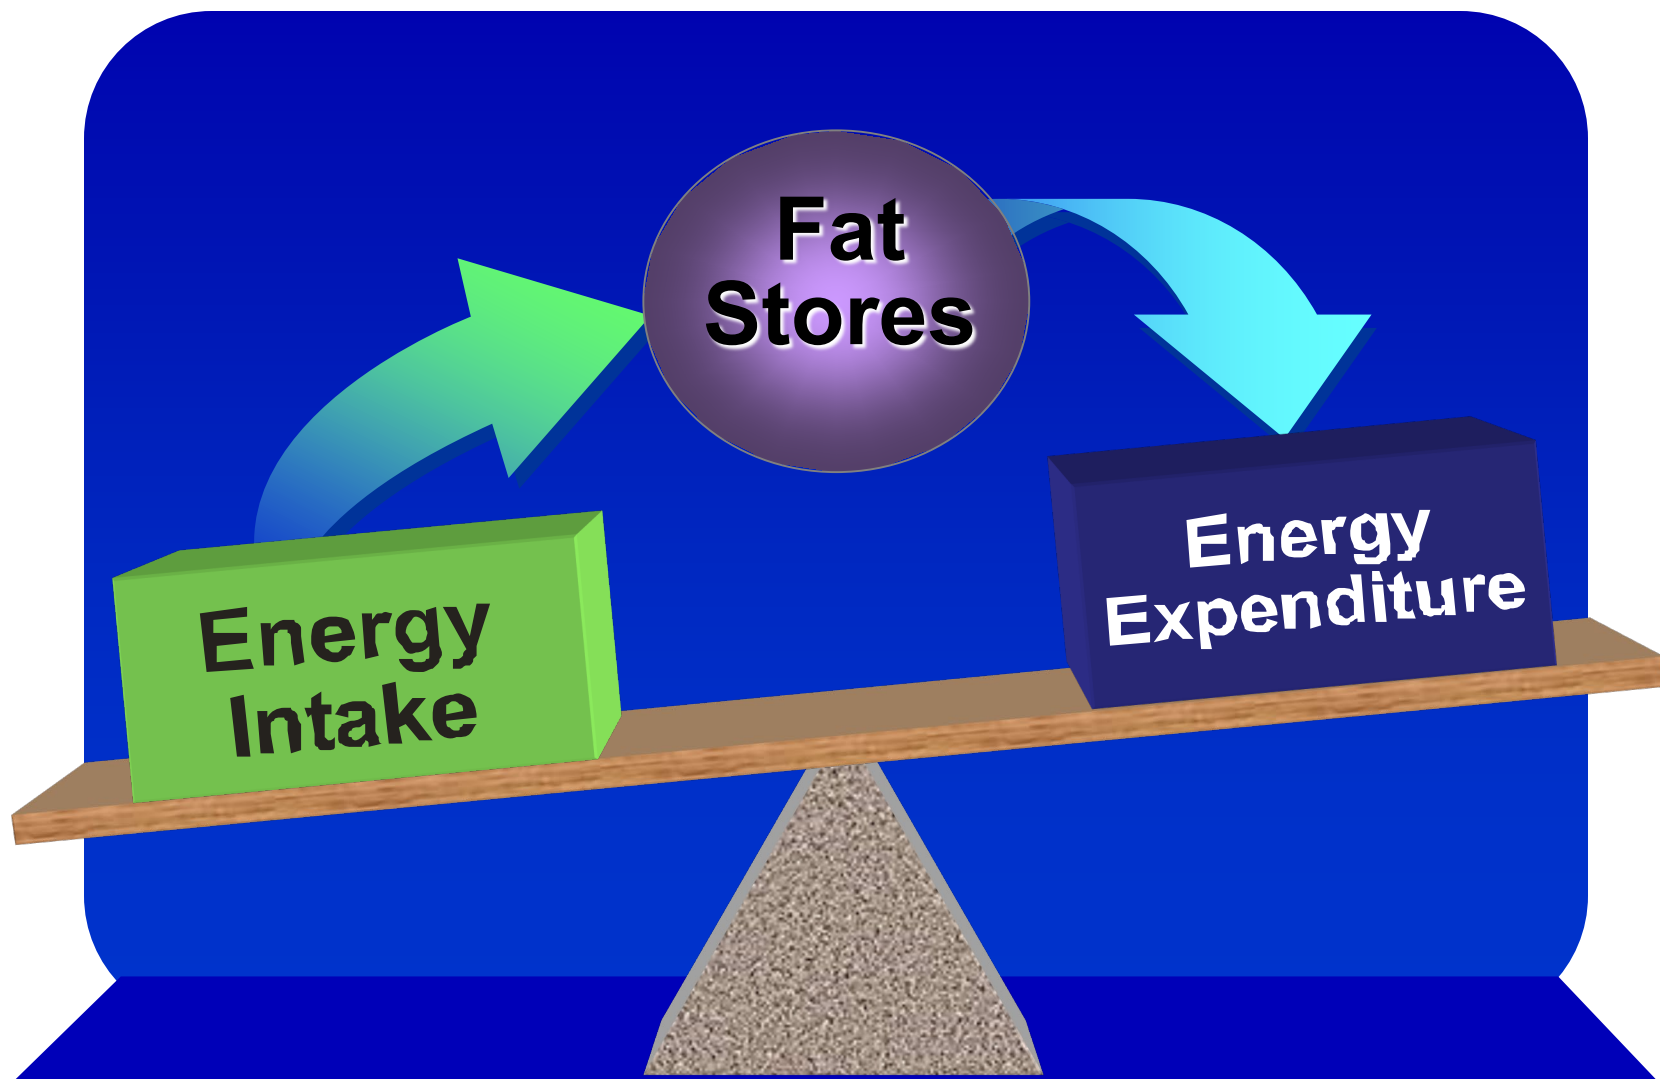 Fat
Stores
Energy
Intake
Energy
Expenditure